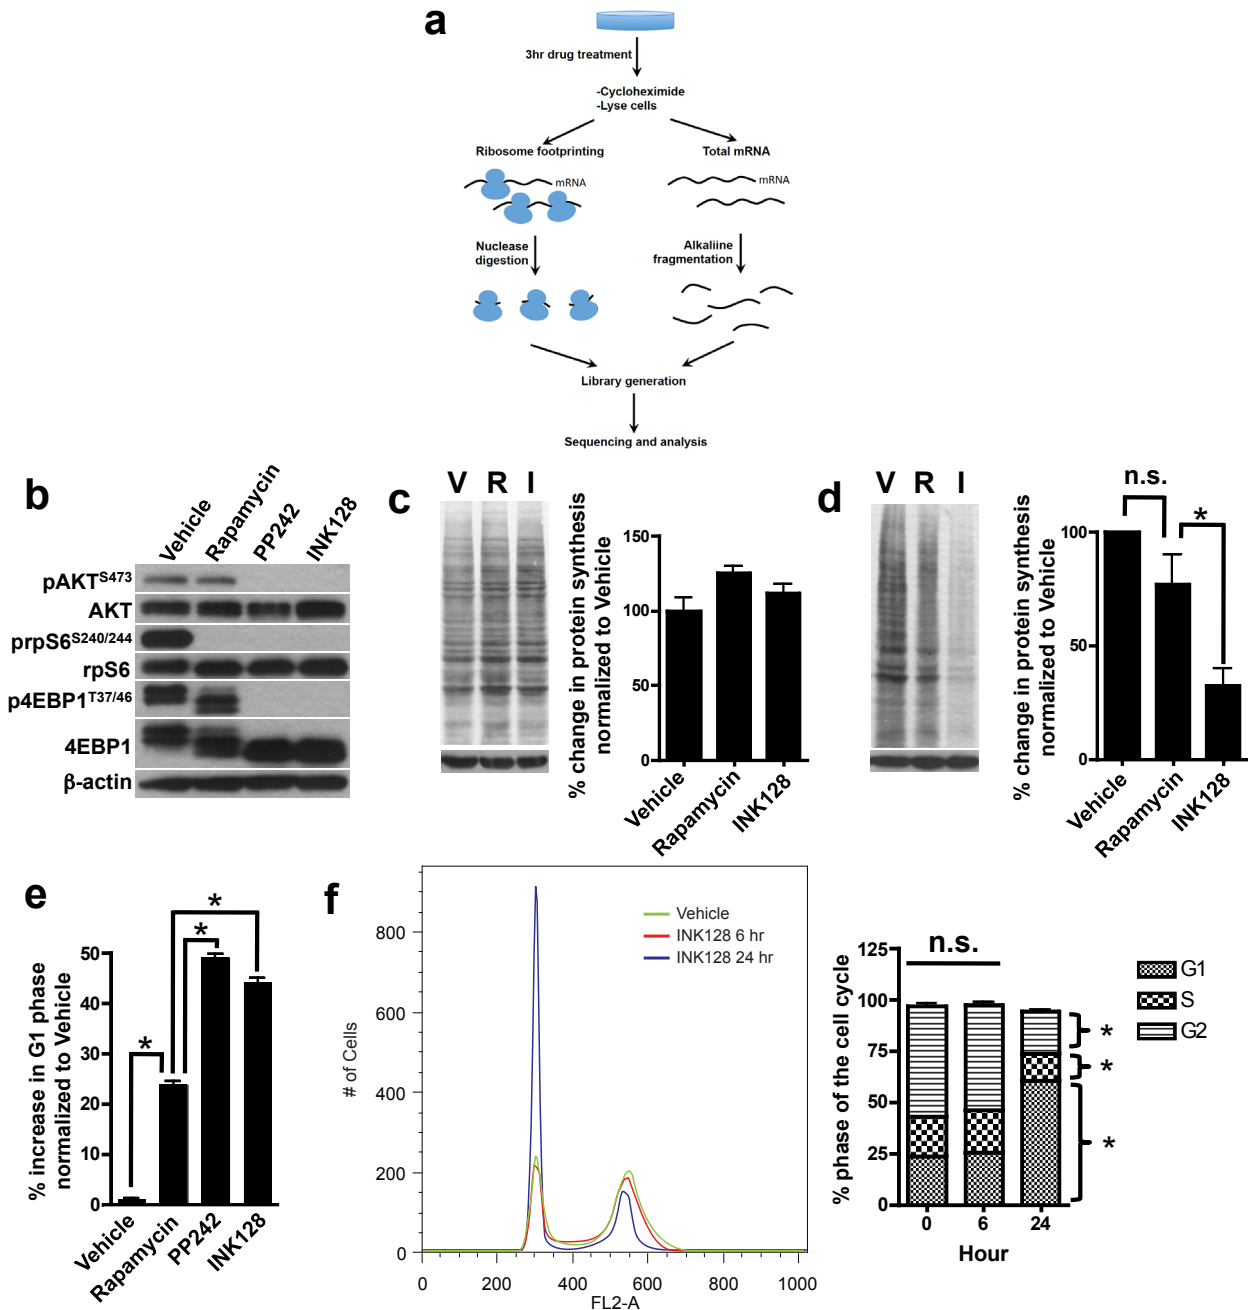 a
3hr drug treatment
-Cycloheximide
-Lyse cells
Ribosome footprinting
Total mRNA
mRNA
mRNA
Nuclease
digestion
Alkaliine
fragmentation
Library generation
Sequencing and analysis
b
Vehicle
Rapamycin
PP242
INK128
pAKTS473
AKT
prpS6S240/244
rpS6
p4EBP1T37/46
4EBP1
β-actin
c
V R I
% change in protein synthesis
normalized to Vehicle
150
100
50
0
Vehicle
Rapamycin
INK128
d
V R I
% change in protein synthesis
normalized to Vehicle
n.s.
*
100
50
0
Vehicle
Rapamycin
INK128
e
% increase in G1 phase
normalized to Vehicle
*
*
*
50
40
30
20
10
0
Vehicle
Rapamycin
PP242
INK128
f
# of Cells
800
600
400
200
0
0 200 400 600 800 1000
FL2-A
Vehicle
INK128 6 hr
INK128 24 hr
% phase of the cell cycle
n.s.
125
100
75
50
25
0
*
*
*
0 6 24
Hour
G1
S
G2